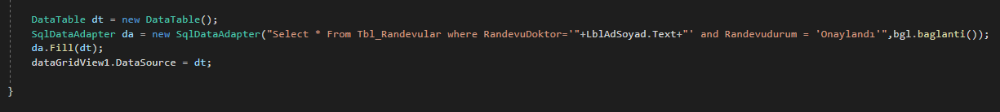 DataTable dt = new DataTable();
SqlDataAdapter da = new SqlDataAdapter("Select * From Tbl_Randevular where RandevuDoktor='"+LblAdSoyad.Text+"' and Randevudurum = 'Onaylandı'",bgl.baglanti());
da.Fill(dt);
dataGridView1.DataSource = dt;
}